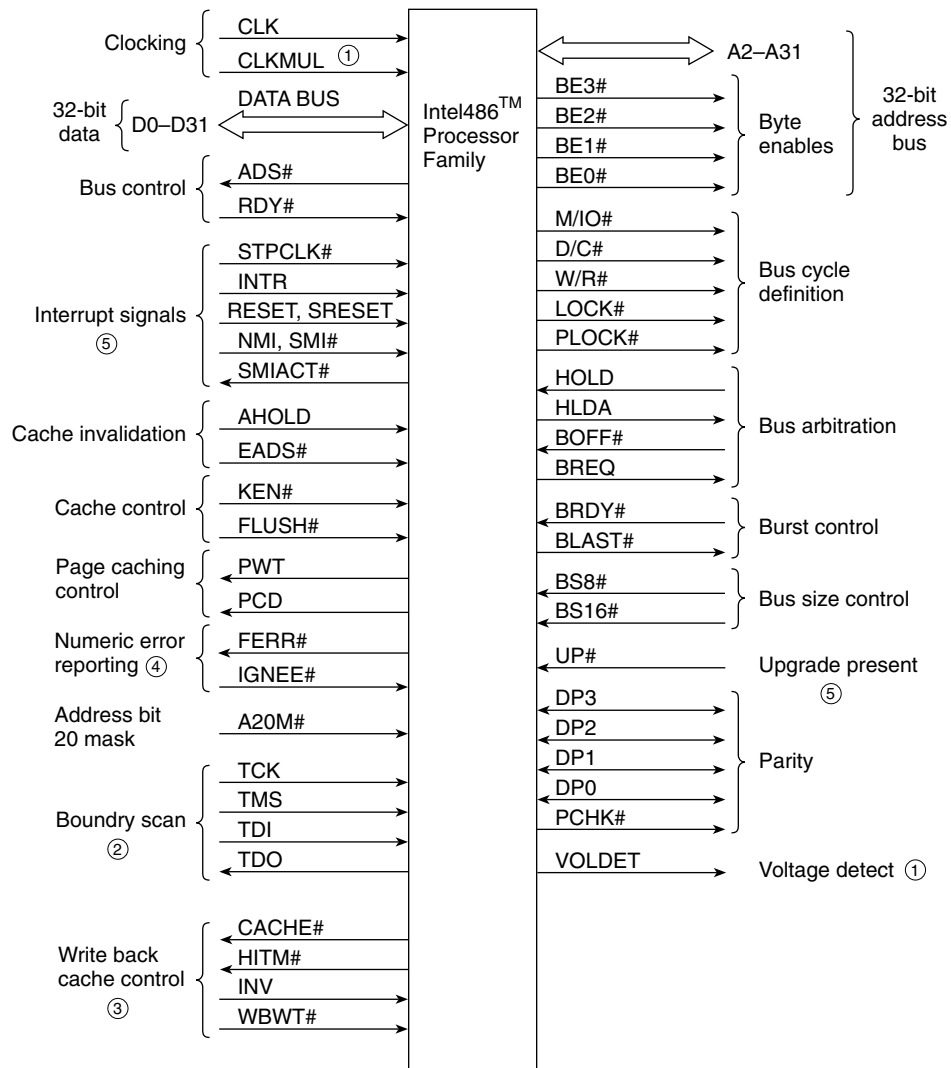 Clocking
CLK
CLKMUL ①
32-bit
data
D0–D31
DATA BUS
Bus control
ADS#
RDY#
Interrupt signals
⑤
STPCLK#
INTR
RESET, SRESET
NMI, SMI#
SMIACT#
Cache invalidation
AHOLD
EADS#
Cache control
KEN#
FLUSH#
Page caching
control
PWT
PCD
Numeric error
reporting ④
FERR#
IGNEE#
Address bit
20 mask
A20M#
Boundry scan
②
TCK
TMS
TDI
TDO
Write back
cache control
③
CACHE#
HITM#
INV
WBWT#
Intel486™
Processor
Family
A2–A31
BE3#
BE2#
BE1#
BE0#
Byte
enables
32-bit
address
bus
M/IO#
D/C#
W/R#
LOCK#
PLOCK#
Bus cycle
definition
HOLD
HLDA
BOFF#
BREQ
Bus arbitration
BRDY#
BLAST#
Burst control
BS8#
BS16#
Bus size control
UP#
Upgrade present
⑤
DP3
DP2
DP1
DP0
PCHK#
Parity
VOLDET
Voltage detect ①